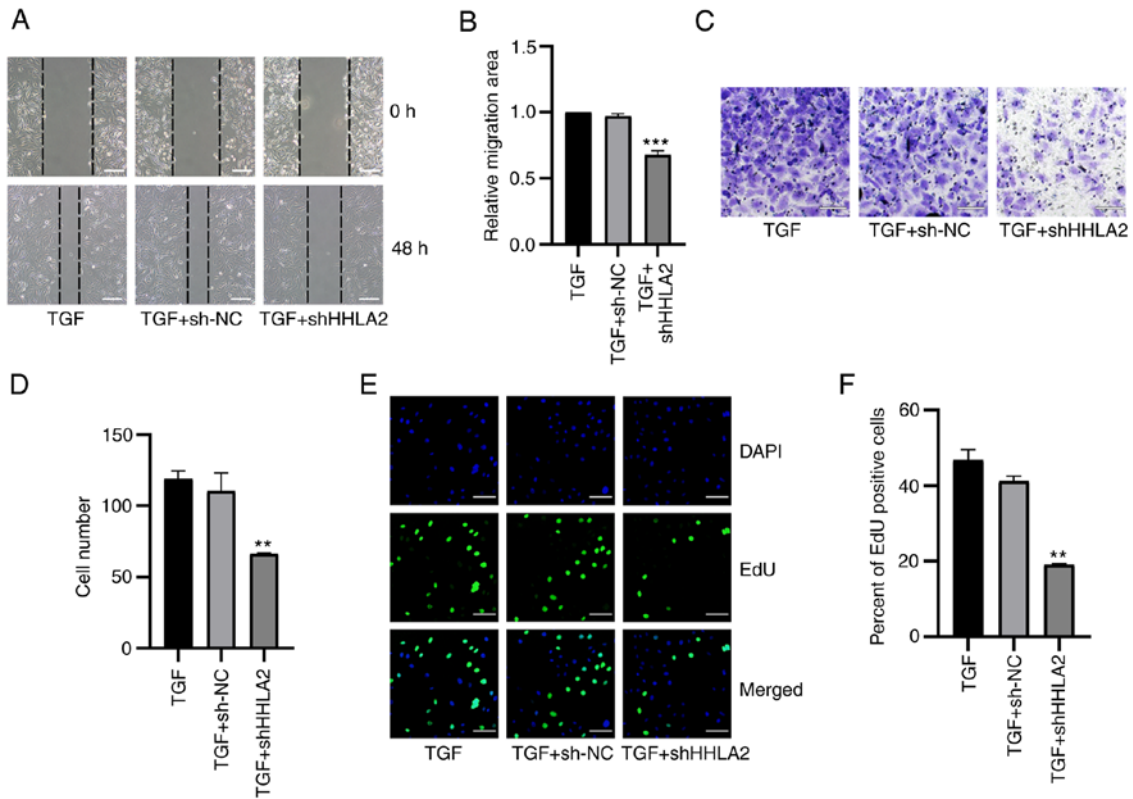 A
0 h
48 h
TGF
TGF+sh-NC
TGF+shHHLA2
B
Relative migration area
1.5
1.0
0.5
0.0
TGF
TGF+sh-NC
TGF+
shHHLA2
***
C
TGF
TGF+sh-NC
TGF+shHHLA2
D
Cell number
150
100
50
0
**
TGF
TGF+sh-NC
TGF+shHHLA2
E
DAPI
EdU
Merged
TGF
TGF+sh-NC
TGF+shHHLA2
F
Percent of EdU positive cells
60
40
20
0
**
TGF
TGF+sh-NC
TGF+shHHLA2